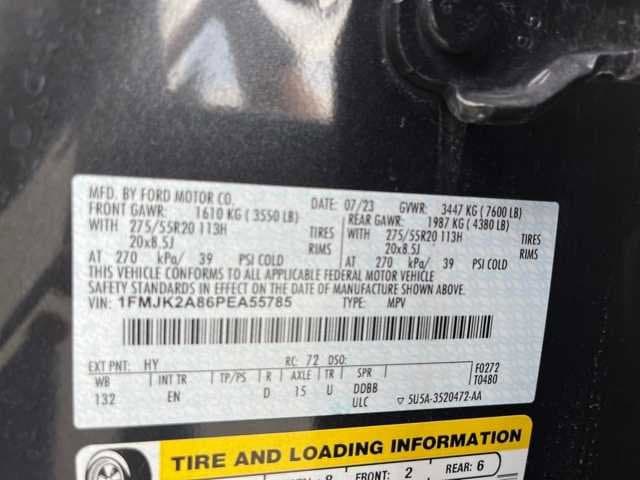 MFD. BY FORD MOTOR CO.
DATE: 07/23 GVWR: 3447 KG ( 7600 LB)
FRONT GAWR: 1610 KG ( 3550 LB) REAR GAWR: 1987 KG ( 4380 LB)
WITH 275/55R20 113H TIRES WITH 275/55R20 113H TIRES
20x8.5J RIMS 20x8.5J RIMS
AT 270 kPa/ 39 PSI COLD AT 270 kPa/ 39 PSI COLD
THIS VEHICLE CONFORMS TO ALL APPLICABLE FEDERAL MOTOR VEHICLE
SAFETY STANDARDS IN EFFECT ON THE DATE OF MANUFACTURE SHOWN ABOVE.
VIN: 1FMJK2A86PEA55785 TYPE: MPV
EXT PNT: HY RC: 72 DSO: F0272
WB INT TR TP/PS R AXLE TR SPR T0480
132 EN D 15 U DDBB
ULC ▽ 5U5A-3520472-AA
TIRE AND LOADING INFORMATION
8 FRONT: 2 REAR: 6